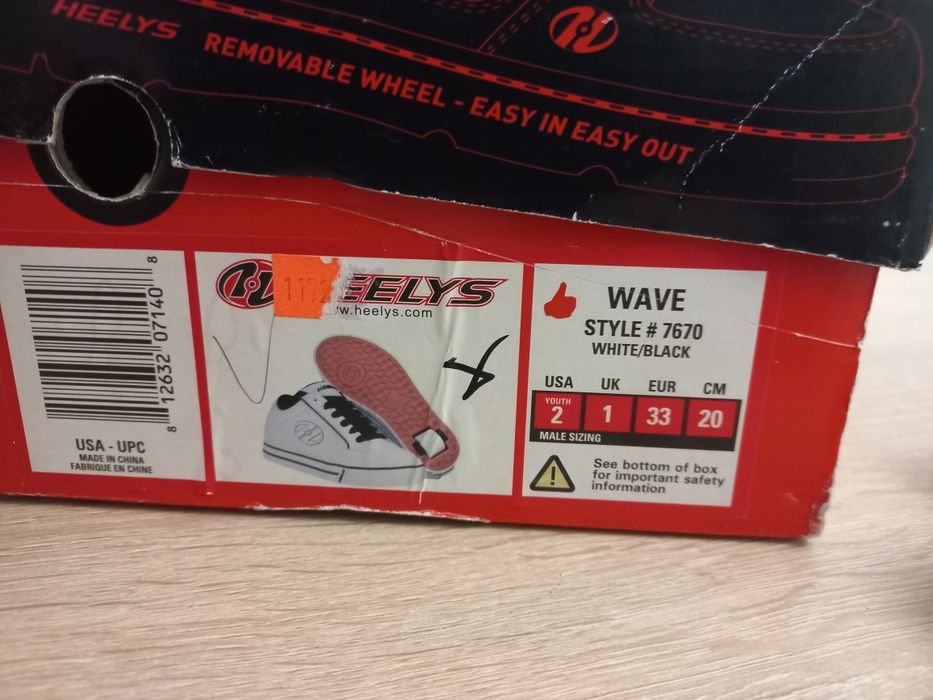 HEELYS
REMOVABLE WHEEL - EASY IN EASY OUT
8 12632 07140 8
USA - UPC
MADE IN CHINA
FABRIQUE EN CHINE
HEELYS
www.heelys.com
WAVE
STYLE # 7670
WHITE/BLACK
USA UK EUR CM
YOUTH
2 1 33 20
MALE SIZING
See bottom of box
for important safety
information